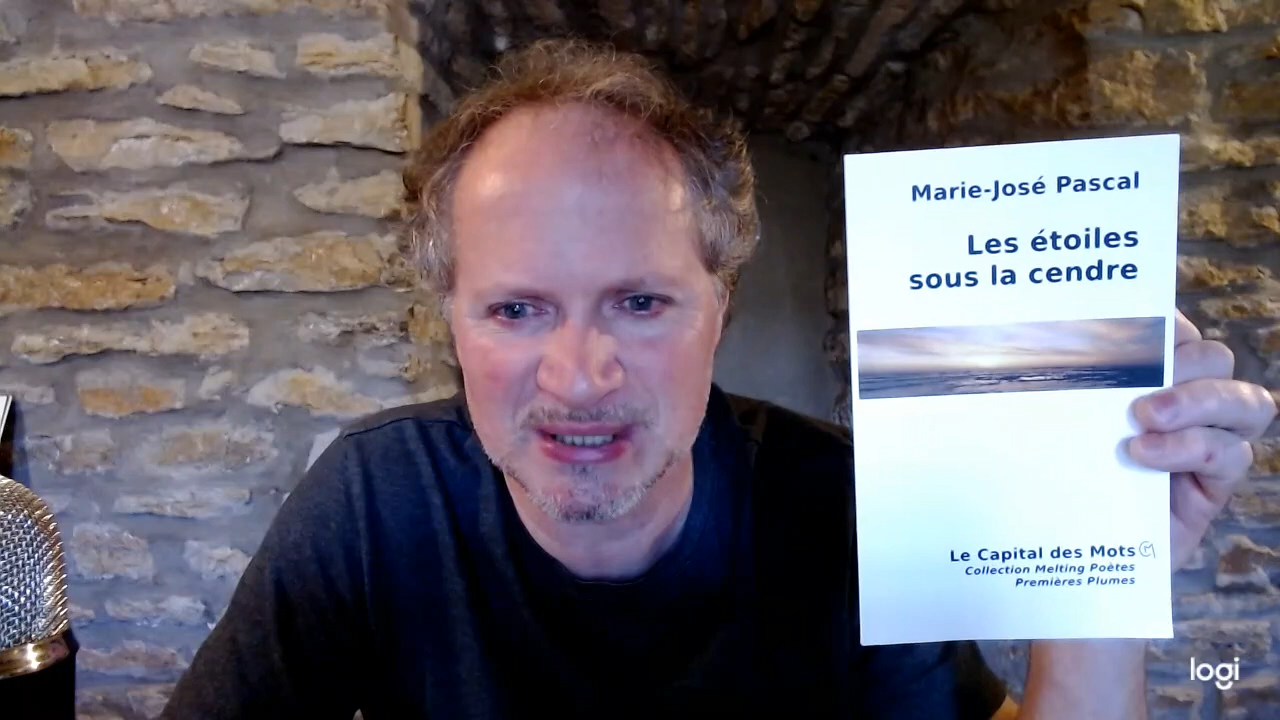 Marie-José Pascal
Les étoiles
sous la cendre
Le Capital des Mots
Collection Melting Poètes
Premières Plumes
logi